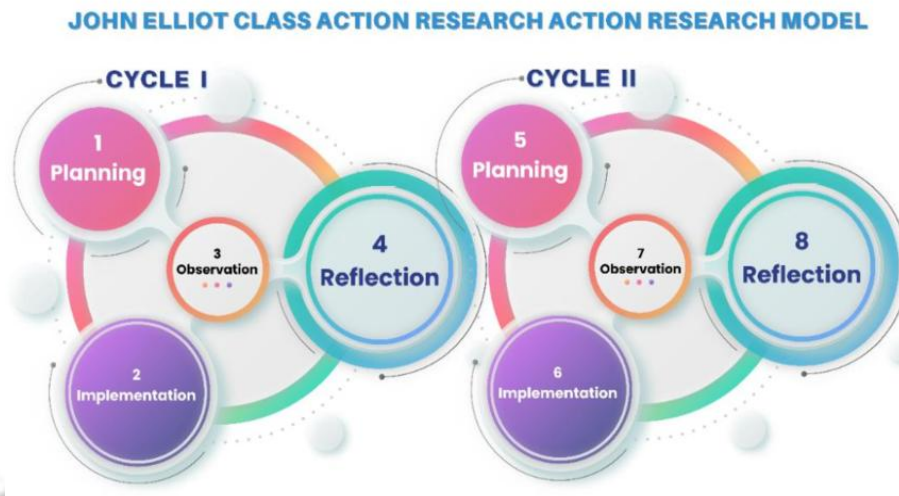 JOHN ELLIOT CLASS ACTION RESEARCH ACTION RESEARCH MODEL
CYCLE I
1
Planning
2
Implementation
3
Observation
4
Reflection
CYCLE II
5
Planning
6
Implementation
7
Observation
8
Reflection